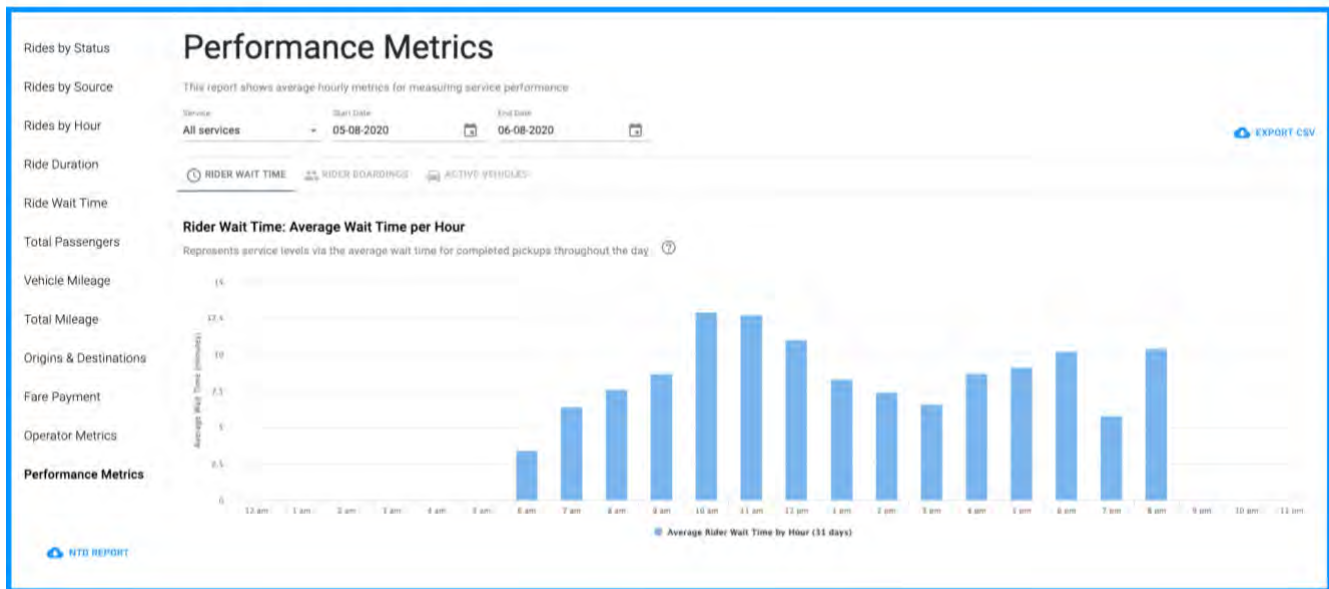 Performance Metrics
This report shows average hourly metrics for measuring service performance
Service
All services
Start Date
05-08-2020
End Date
06-08-2020
EXPORT CSV
RIDER WAIT TIME
RIDER BOARDINGS
ACTIVE VEHICLES
Rides by Status
Rides by Source
Rides by Hour
Ride Duration
Ride Wait Time
Total Passengers
Vehicle Mileage
Total Mileage
Origins & Destinations
Fare Payment
Operator Metrics
Performance Metrics
NTD REPORT
Rider Wait Time: Average Wait Time per Hour
Represents service levels via the average wait time for completed pickups throughout the day
Average Wait Time (minutes)
15
12.5
10
7.5
5
2.5
0
12 am 1 am 2 am 3 am 4 am 5 am 6 am 7 am 8 am 9 am 10 am 11 am 12 pm 1 pm 2 pm 3 pm 4 pm 5 pm 6 pm 7 pm 8 pm 9 pm 10 pm 11 pm
Average Rider Wait Time by Hour (31 days)